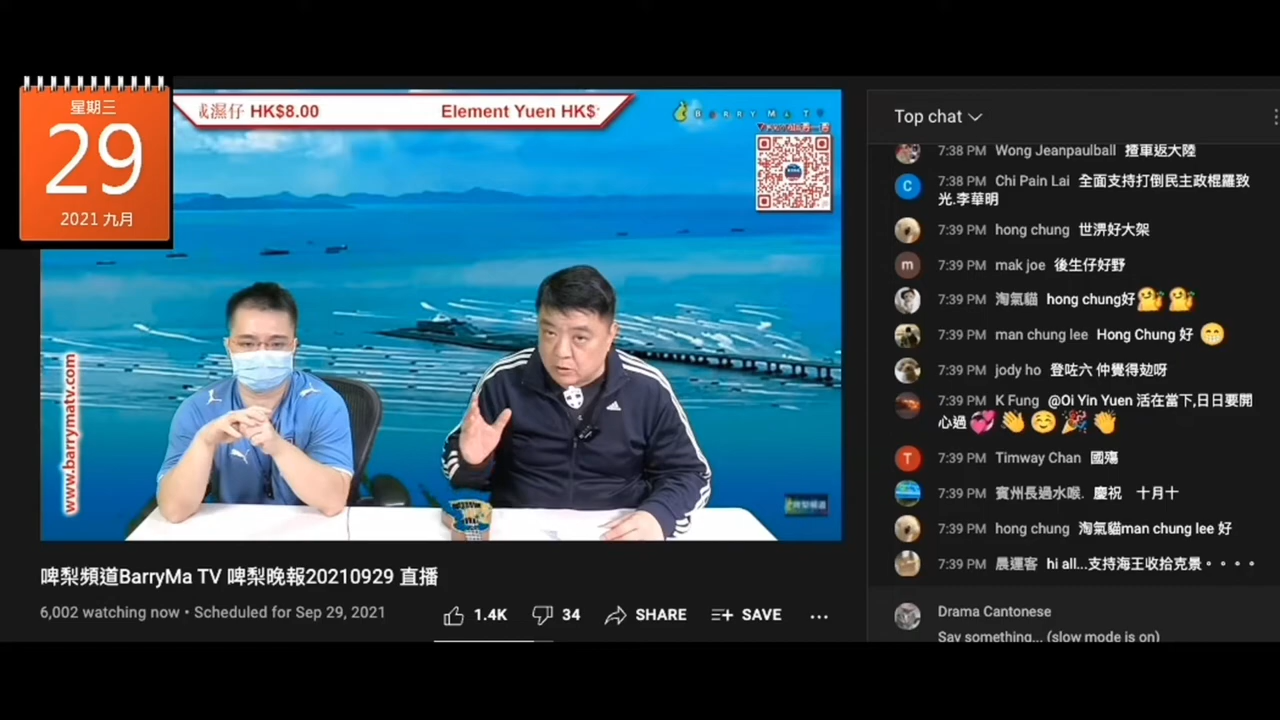 星期三
29
2021 九月
成濕仔 HK$8.00
Element Yuen HK$
BARRY MA TV
www.barrymatv.com
啤梨頻道
啤梨頻道BarryMa TV 啤梨晚報20210929 直播
6,002 watching now • Scheduled for Sep 29, 2021
1.4K
34
SHARE
SAVE
Top chat
7:38 PM Wong Jeanpaulball 揸車返大陸
7:38 PM Chi Pain Lai 全面支持打倒民主政棍羅致
光.李華明
7:39 PM hong chung 世淠好大架
7:39 PM mak joe 後生仔好野
7:39 PM 淘氣貓 hong chung好
7:39 PM man chung lee Hong Chung 好
7:39 PM jody ho 登咗六 仲覺得攰呀
7:39 PM K Fung @Oi Yin Yuen 活在當下,日日要開
心過
7:39 PM Timway Chan 國殤
7:39 PM 賓州長過水喉. 慶祝 十月十
7:39 PM hong chung 淘氣貓man chung lee 好
7:39 PM 晨運客 hi all...支持海王收拾克景。。。。
Drama Cantonese
Say something... (slow mode is on)